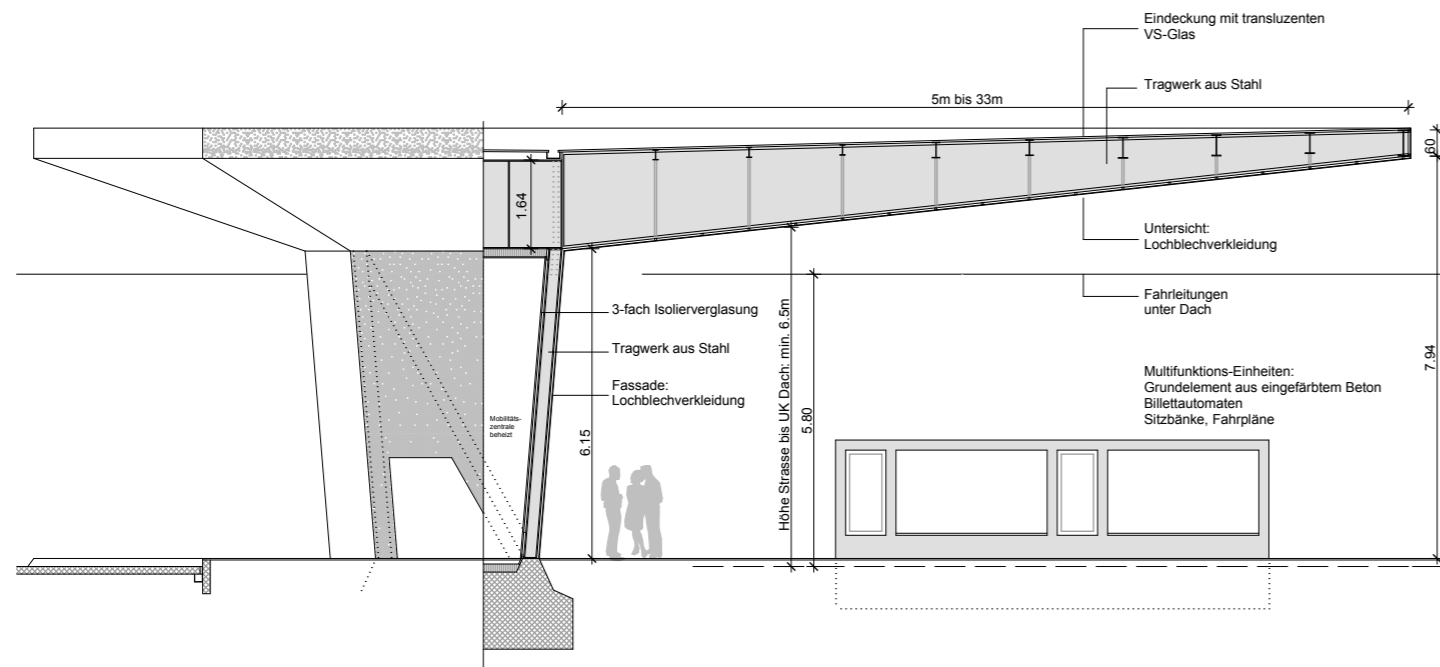 Eindeckung mit transluzenten
VS-Glas
Tragwerk aus Stahl
5m bis 33m
60
1.64
Untersicht:
Lochblechverkleidung
3-fach Isolierverglasung
Fahrleitungen
unter Dach
Tragwerk aus Stahl
Fassade:
Lochblechverkleidung
Mobilitäts-
zentrale
beheizt
6.15
Höhe Strasse bis UK Dach: min. 6.5m
5.80
7.94
Multifunktions-Einheiten:
Grundelement aus eingefärbtem Beton
Billettautomaten
Sitzbänke, Fahrpläne